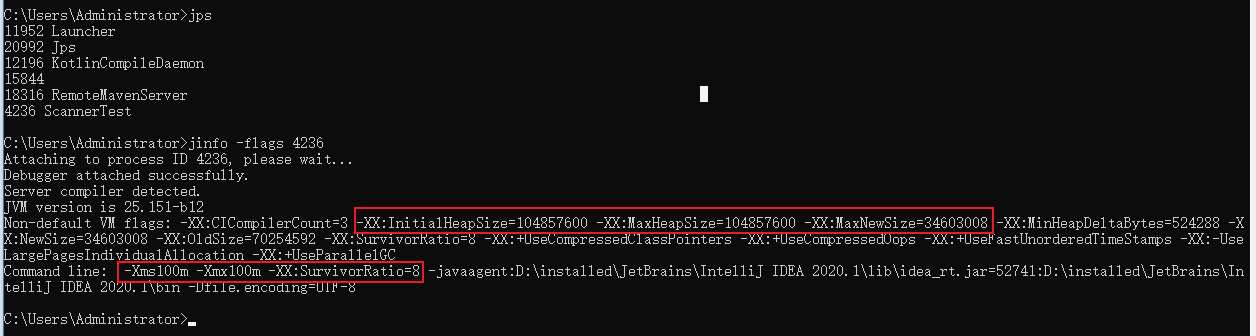 C:\Users\Administrator>jps
11952 Launcher
20992 Jps
12196 KotlinCompileDaemon
15844
18316 RemoteMavenServer
4236 ScannerTest
C:\Users\Administrator>jinfo -flags 4236
Attaching to process ID 4236, please wait...
Debugger attached successfully.
Server compiler detected.
JVM version is 25.151-b12
Non-default VM flags: -XX:CICompilerCount=3 -XX:InitialHeapSize=104857600 -XX:MaxHeapSize=104857600 -XX:MaxNewSize=34603008 -XX:MinHeapDeltaBytes=524288 -X
X:NewSize=34603008 -XX:OldSize=70254592 -XX:SurvivorRatio=8 -XX:+UseCompressedClassPointers -XX:+UseCompressedOops -XX:+UseFastUnorderedTimeStamps -XX:-Use
LargePagesIndividualAllocation -XX:+UseParallelGC
Command line:  -Xms100m -Xmx100m -XX:SurvivorRatio=8 -javaagent:D:\installed\JetBrains\IntelliJ IDEA 2020.1\lib\idea_rt.jar=52741:D:\installed\JetBrains\In
telliJ IDEA 2020.1\bin -Dfile.encoding=UTF-8
C:\Users\Administrator>